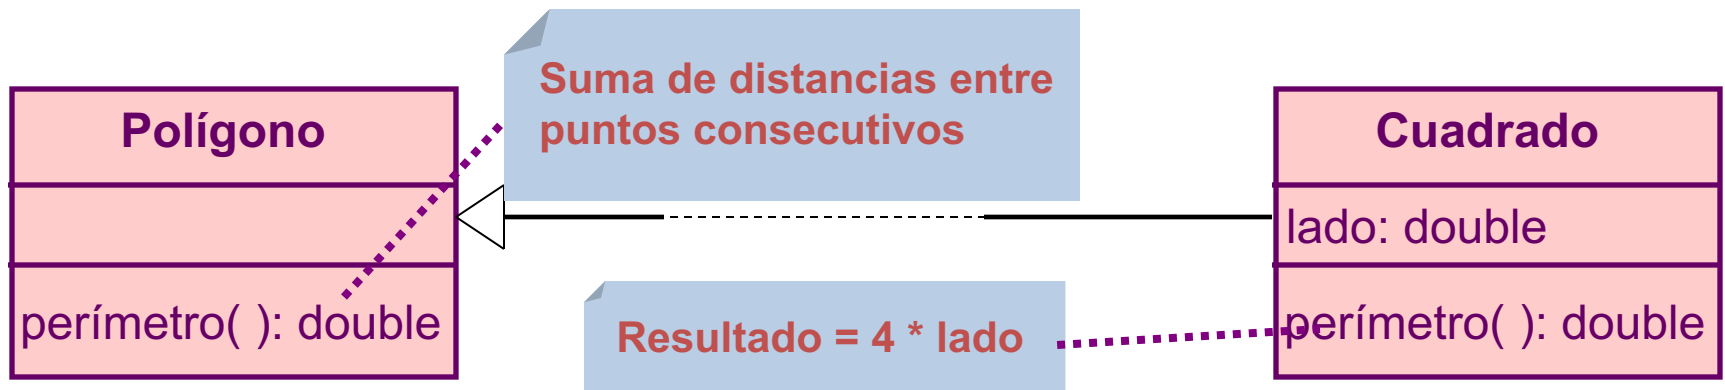 Polígono
perímetro( ): double
Suma de distancias entre
puntos consecutivos
Resultado = 4 * lado
Cuadrado
lado: double
perímetro( ): double